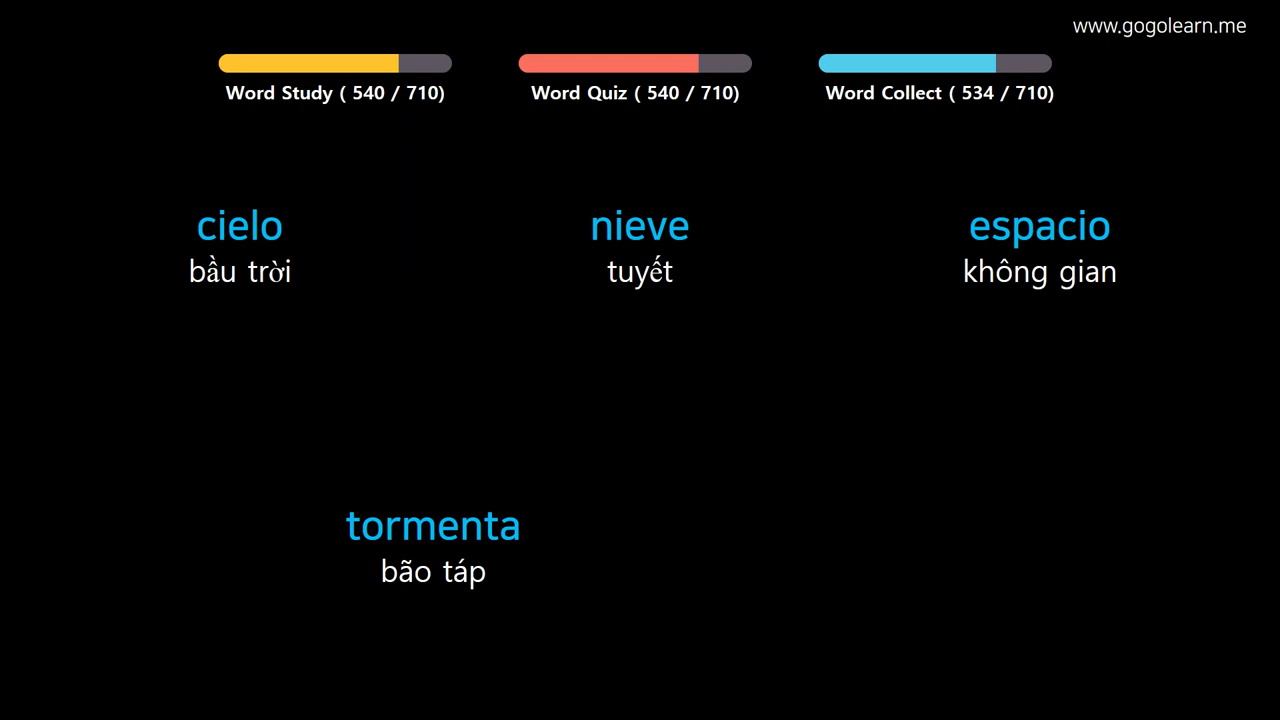 www.gogolearn.me
Word Study ( 540 / 710)
Word Quiz ( 540 / 710)
Word Collect ( 534 / 710)
cielo
bầu trời
nieve
tuyết
espacio
không gian
tormenta
bão táp